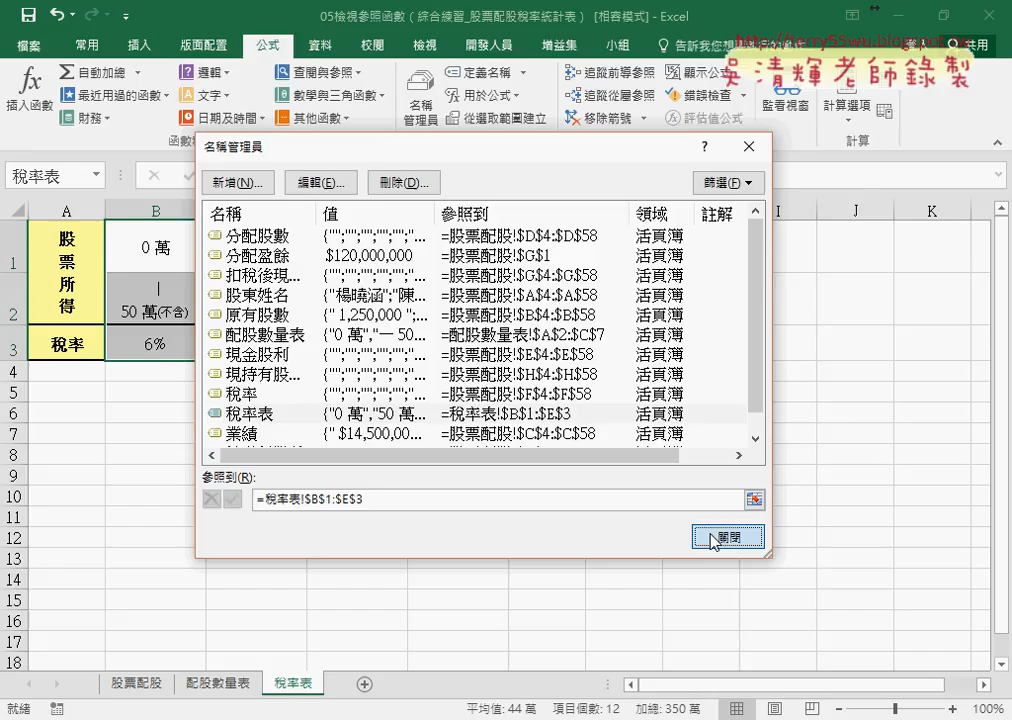 05檢視參照函數（綜合練習_股票配股稅率統計表） [相容模式] - Excel
檔案 常用 插入 版面配置 公式 資料 校閱 檢視 開發人員 增益集 小組 告訴我您 共用
http://terry55wu.blogspot.tw
吳清輝老師錄製
插入函數
自動加總 邏輯 查閱與參照 定義名稱 追蹤前導參照 顯示公式
最近用過的函數 文字 數學與三角函數 用於公式 追蹤從屬參照 錯誤檢查 監看視窗 計算選項
財務 日期及時間 其他函數 名稱管理員 從選取範圍建立 移除箭號 評估值公式
計算
稅率表
名稱管理員 ?
新增(N)... 編輯(E)... 刪除(D)... 篩選(F)
名稱 值 參照到 領域 註解
分配股數 {"";"";"";"";"";"... =股票配股!$D$4:$D$58 活頁簿
分配盈餘 $120,000,000 =股票配股!$G$1 活頁簿
扣稅後現... {"";"";"";"";"";"... =股票配股!$G$4:$G$58 活頁簿
股東姓名 {"楊曉涵";"陳... =股票配股!$A$4:$A$58 活頁簿
原有股數 {" 1,250,000 ";... =股票配股!$B$4:$B$58 活頁簿
配股數量表 {"0 萬","一 50... =配股數量表!$A$2:$C$7 活頁簿
現金股利 {"";"";"";"";"";"... =股票配股!$E$4:$E$58 活頁簿
現持有股... {"";"";"";"";"";"... =股票配股!$H$4:$H$58 活頁簿
稅率 {"";"";"";"";"";"... =股票配股!$F$4:$F$58 活頁簿
稅率表 {"0 萬","50 萬... =稅率表!$B$1:$E$3 活頁簿
業績 {" $14,500,00... =股票配股!$C$4:$C$58 活頁簿
參照到(R):
=稅率表!$B$1:$E$3
關閉
A B I J K
1 股票所得 0 萬
2 | 50 萬(不含)
3 稅率 6%
4
5
6
7
8
9
10
11
12
13
14
15
16
17
18
股票配股 配股數量表 稅率表
就緒 平均值: 44 萬 項目個數: 12 加總: 350 萬 100%